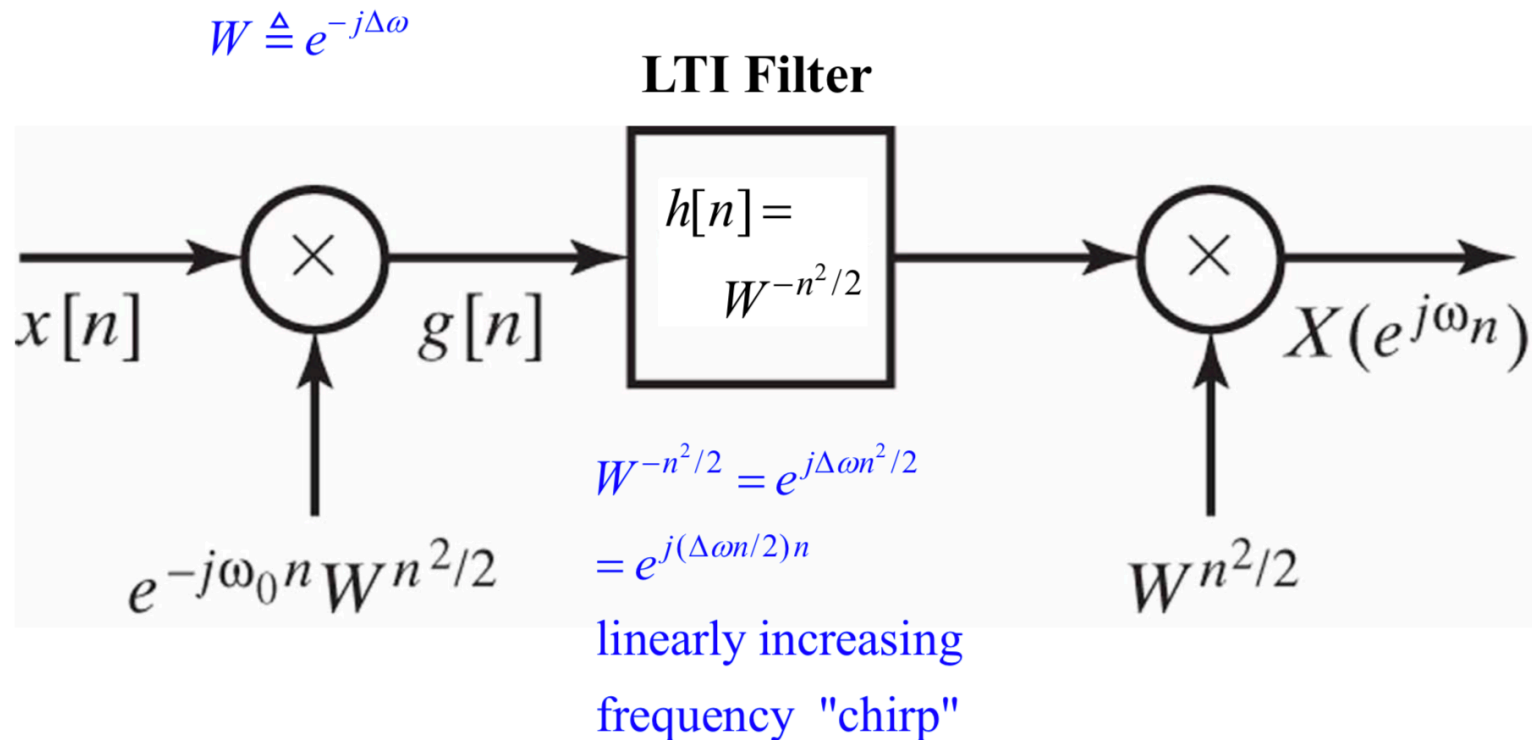 W ≜ e^{-jΔω}
LTI Filter
h[n] =
W^{-n²/2}
x[n]
g[n]
X(e^{jω_n})
W^{-n²/2} = e^{jΔωn²/2}
= e^{j(Δωn/2)n}
e^{-jω₀n} W^{n²/2}
W^{n²/2}
linearly increasing
frequency "chirp"